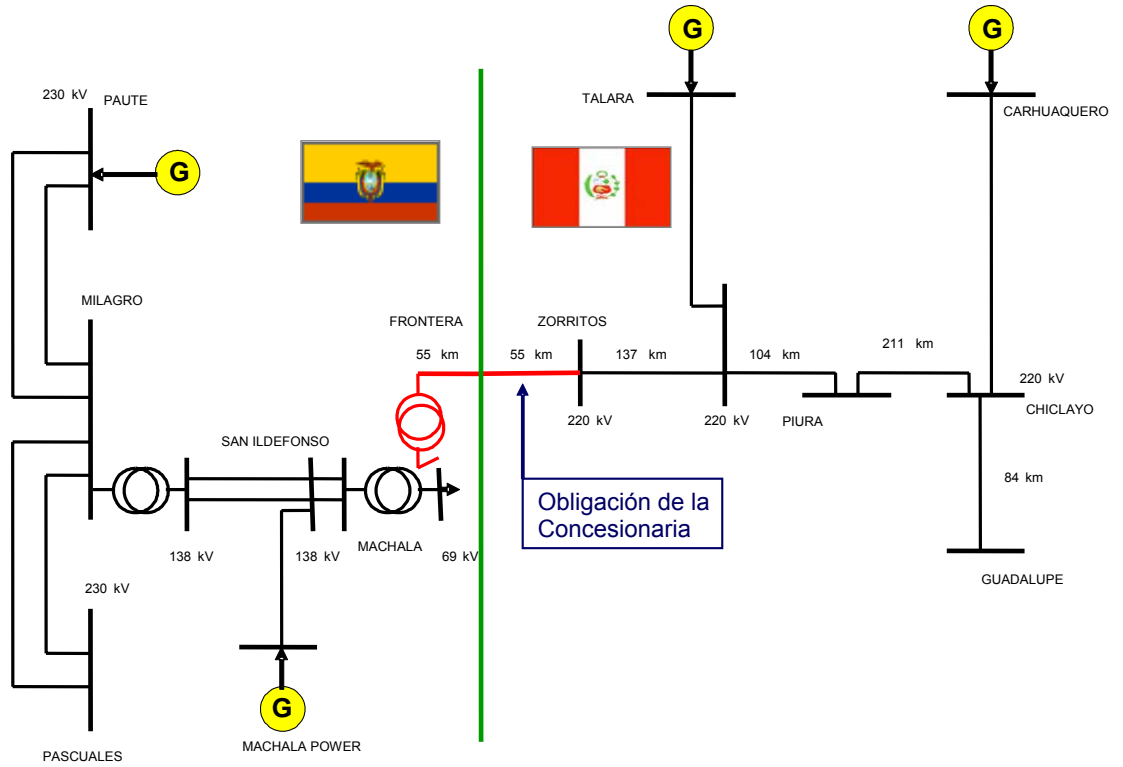 G
G
230 kV
PAUTE
TALARA
CARHUAQUERO
G
MILAGRO
FRONTERA
ZORRITOS
55 km
55 km
137 km
104 km
211 km
220 kV
220 kV
220 kV
PIURA
CHICLAYO
SAN ILDEFONSO
84 km
Obligación de la
Concesionaria
MACHALA
138 kV
138 kV
69 kV
GUADALUPE
230 kV
G
MACHALA POWER
PASCUALES